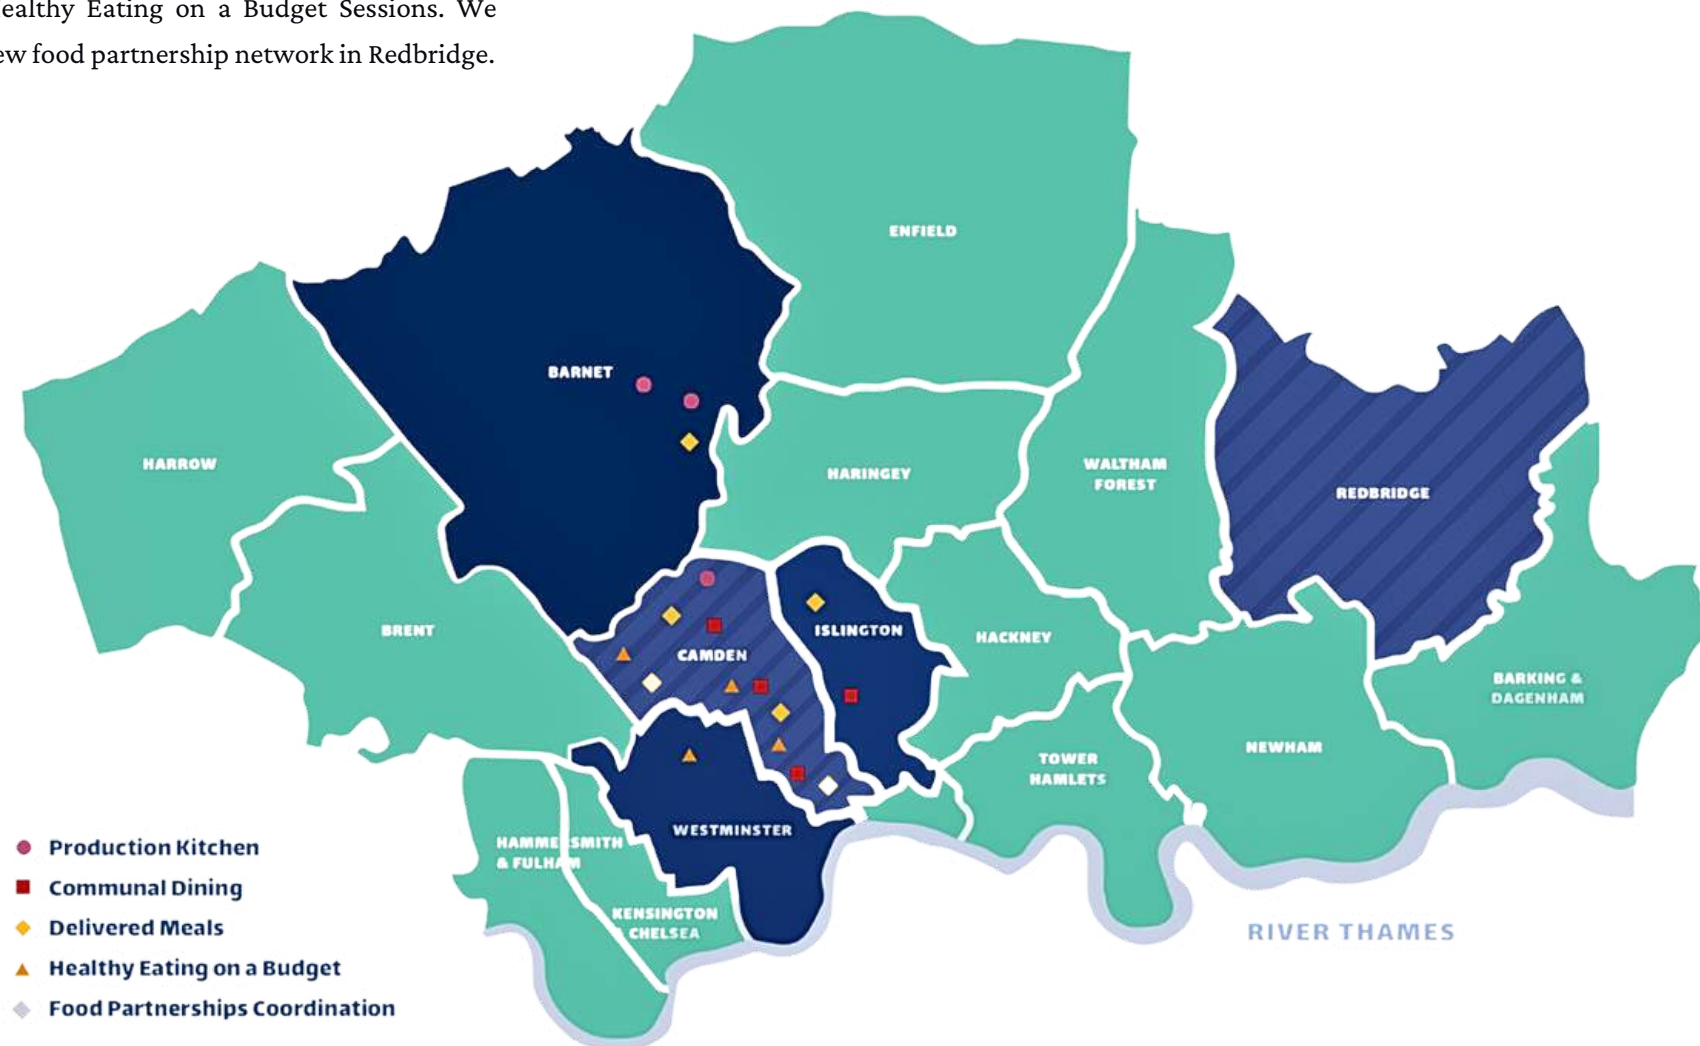 ealthy Eating on a Budget Sessions. We
ew food partnership network in Redbridge.
ENFIELD
BARNET
HARROW
HARINGEY
WALTHAM
FOREST
REDBRIDGE
BRENT
ISLINGTON
HACKNEY
CAMDEN
BARKING &
DAGENHAM
NEWHAM
TOWER
HAMLETS
WESTMINSTER
HAMMERSMITH
& FULHAM
KENSINGTON
CHELSEA
RIVER THAMES
Production Kitchen
Communal Dining
Delivered Meals
Healthy Eating on a Budget
Food Partnerships Coordination